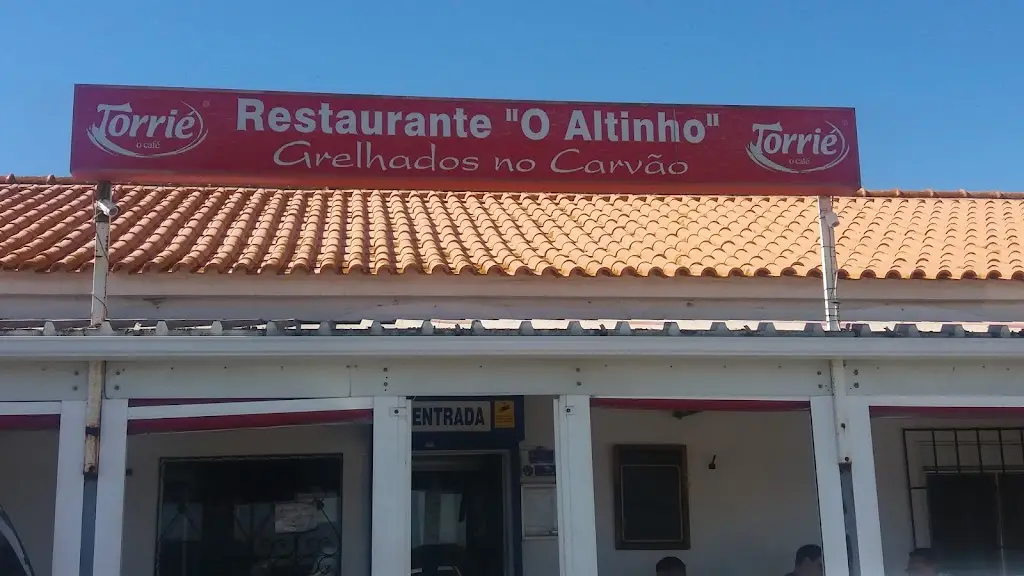 Torrié
o café
Restaurante "O Altinho"
Grelhados no Carvão
Torrié
o café
ENTRADA